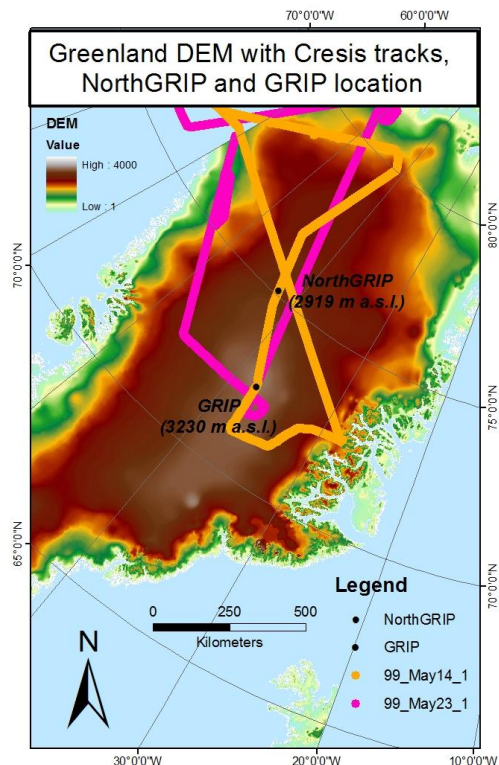 70°0'0"W
60°0'0"W
Greenland DEM with Cresis tracks,
NorthGRIP and GRIP location
DEM
Value
High : 4000
Low : 1
80°0'0"N
70°0'0"N
NorthGRIP
(2919 m a.s.l.)
GRIP
(3230 m a.s.l.)
75°0'0"N
65°0'0"N
70°0'0"N
Legend
NorthGRIP
GRIP
99_May14_1
99_May23_1
0 250 500
Kilometers
N
30°0'0"W
20°0'0"W
10°0'0"W